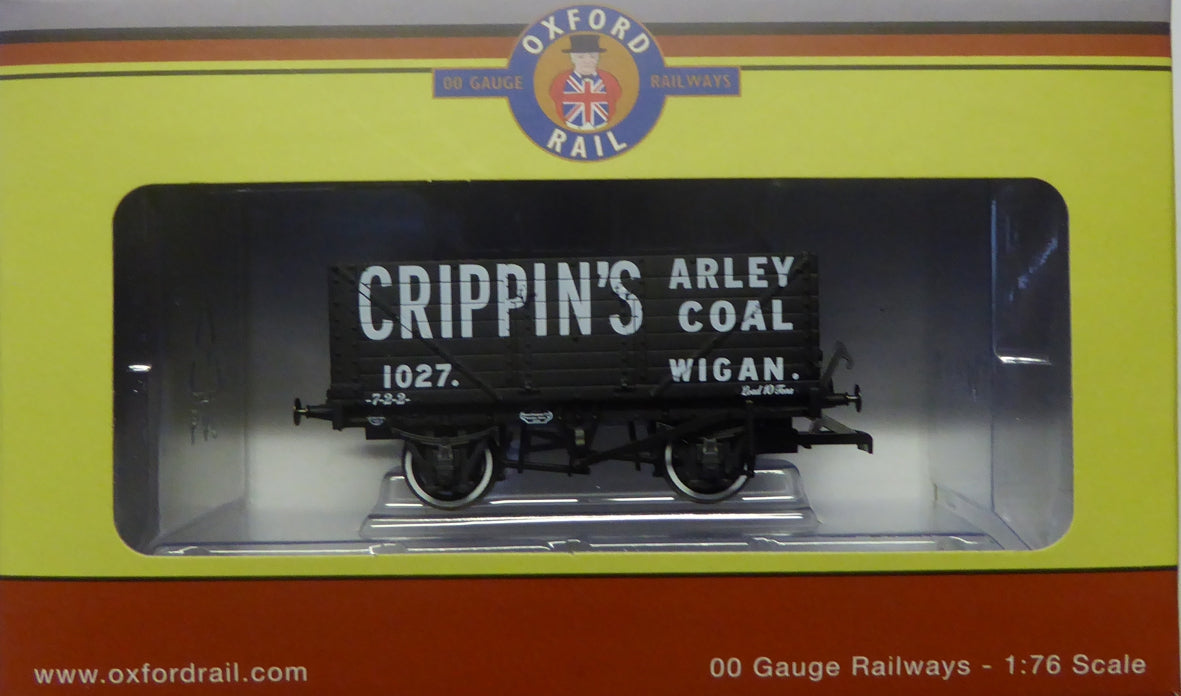 OXFORD
00 GAUGE RAILWAYS
RAIL
CRIPPIN'S ARLEY
COAL
1027. WIGAN.
-7-2-2- Load 10 Tons
www.oxfordrail.com 00 Gauge Railways - 1:76 Scale